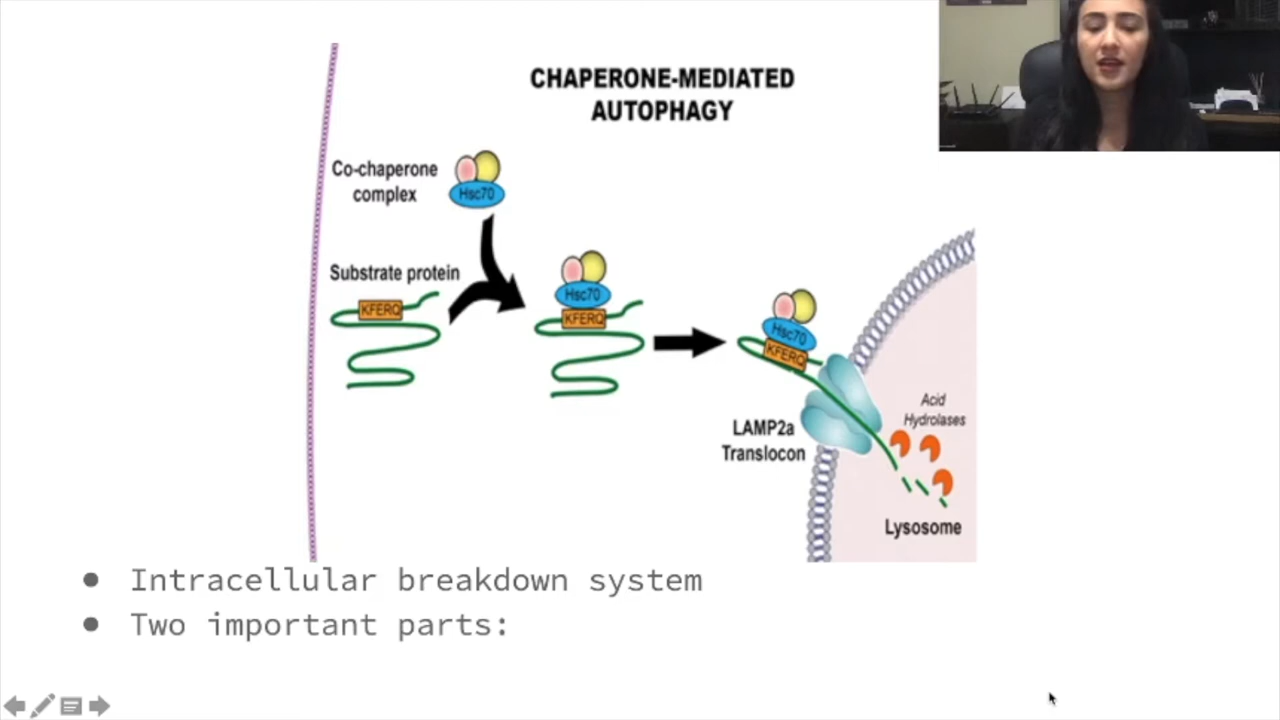 CHAPERONE-MEDIATED
AUTOPHAGY
Co-chaperone
complex
Hsc70
Substrate protein
KFERQ
Hsc70
KFERQ
Hsc70
KFERQ
LAMP2a
Translocon
Acid
Hydrolases
Lysosome
● Intracellular breakdown system
● Two important parts: